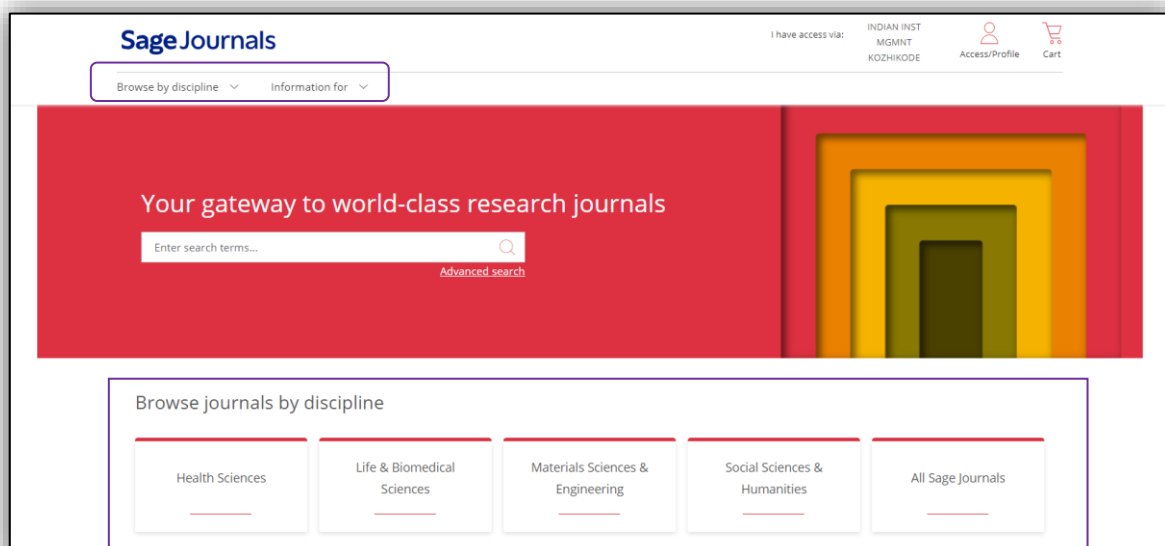 Sage Journals
I have access via:
INDIAN INST
MGMNT
KOZHIKODE
Access/Profile
Cart
Browse by discipline
Information for
Your gateway to world-class research journals
Enter search terms...
Advanced search
Browse journals by discipline
Health Sciences
Life & Biomedical
Sciences
Materials Sciences &
Engineering
Social Sciences &
Humanities
All Sage Journals